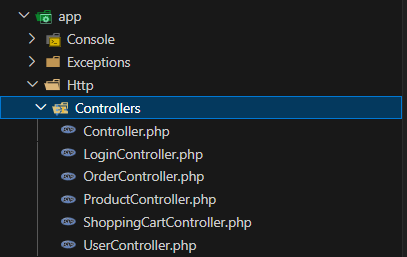 app
Console
Exceptions
Http
Controllers
Controller.php
LoginController.php
OrderController.php
ProductController.php
ShoppingCartController.php
UserController.php